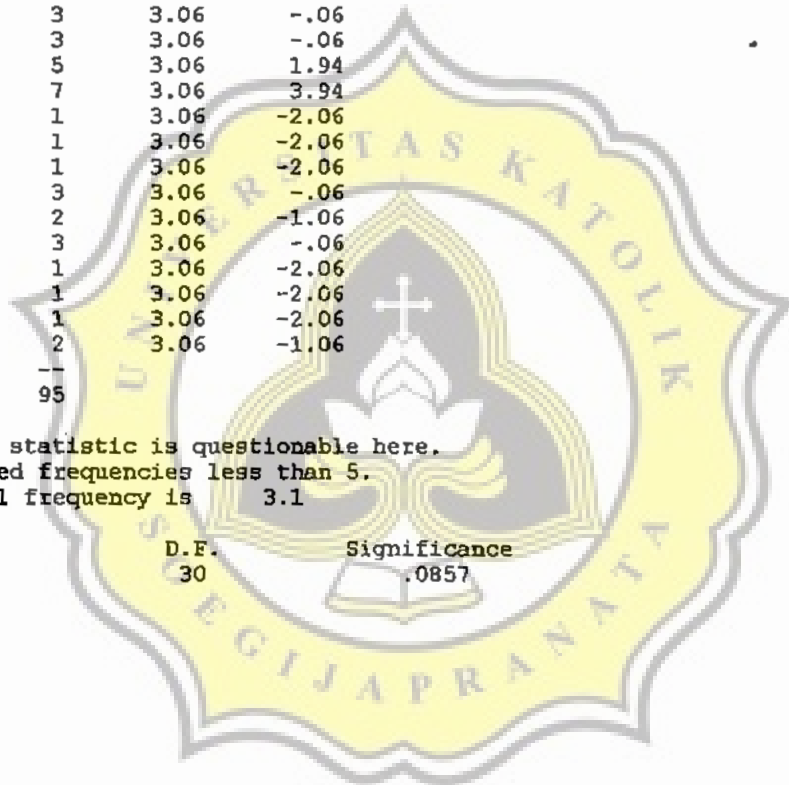 3 3.06 -.06
3 3.06 -.06
5 3.06 1.94
7 3.06 3.94
1 3.06 -2.06
1 3.06 -2.06
1 3.06 -2.06
3 3.06 -.06
2 3.06 -1.06
3 3.06 -.06
1 3.06 -2.06
1 3.06 -2.06
1 3.06 -2.06
2 3.06 -1.06
--
95
statistic is questionable here.
ed frequencies less than 5.
l frequency is 3.1
D.F. Significance
30 .0857
UNIVERSITAS KATOLIK
SOEGIJAPRANATA